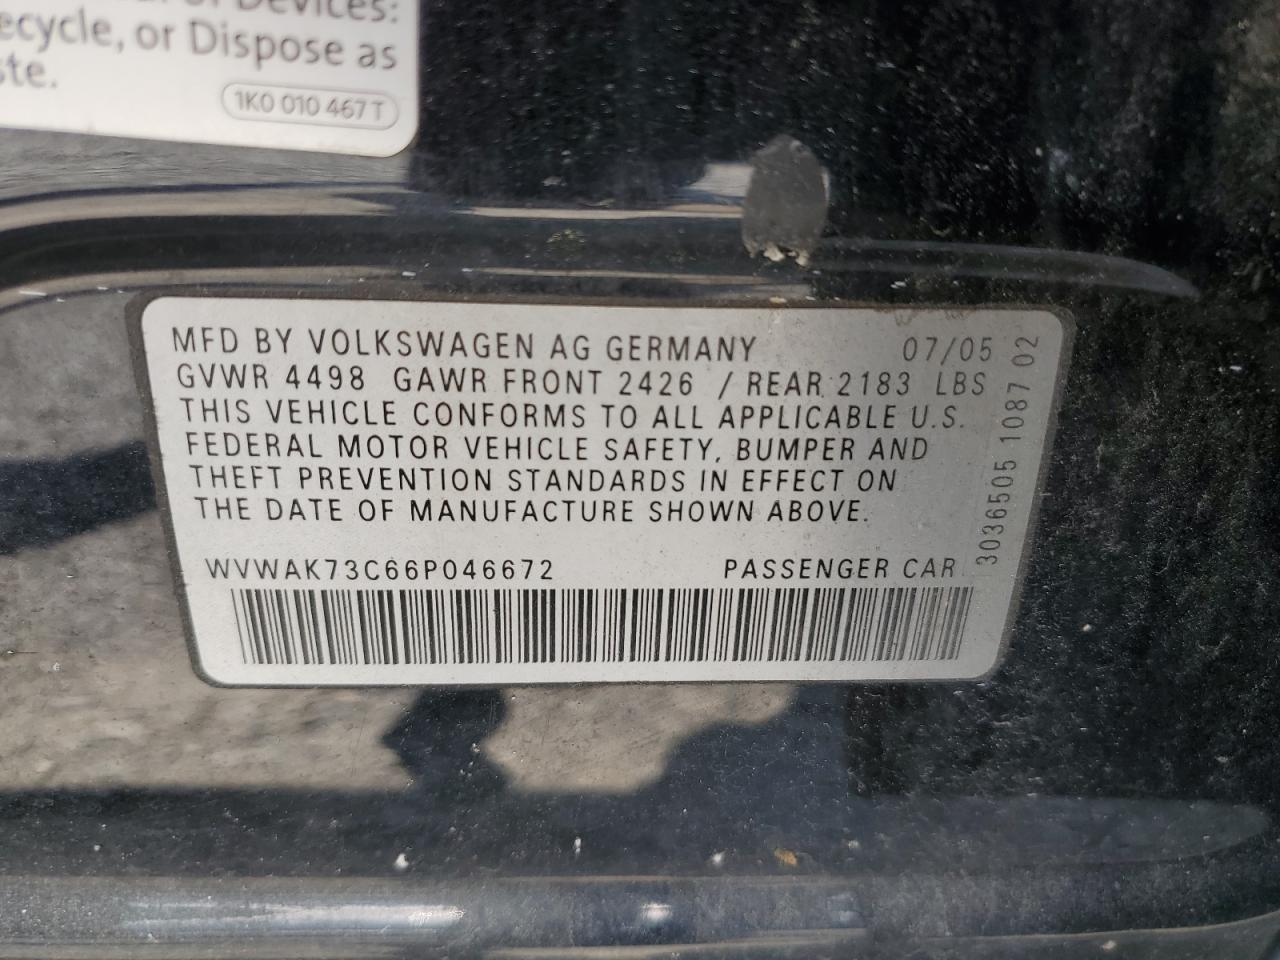 of Devices:
ecycle, or Dispose as
ste.
1K0 010 467 T
MFD BY VOLKSWAGEN AG GERMANY 07/05
GVWR 4498 GAWR FRONT 2426 / REAR 2183 LBS
THIS VEHICLE CONFORMS TO ALL APPLICABLE U.S.
FEDERAL MOTOR VEHICLE SAFETY, BUMPER AND
THEFT PREVENTION STANDARDS IN EFFECT ON
THE DATE OF MANUFACTURE SHOWN ABOVE.
WVWAK73C66P046672 PASSENGER CAR
3036505 1087 02